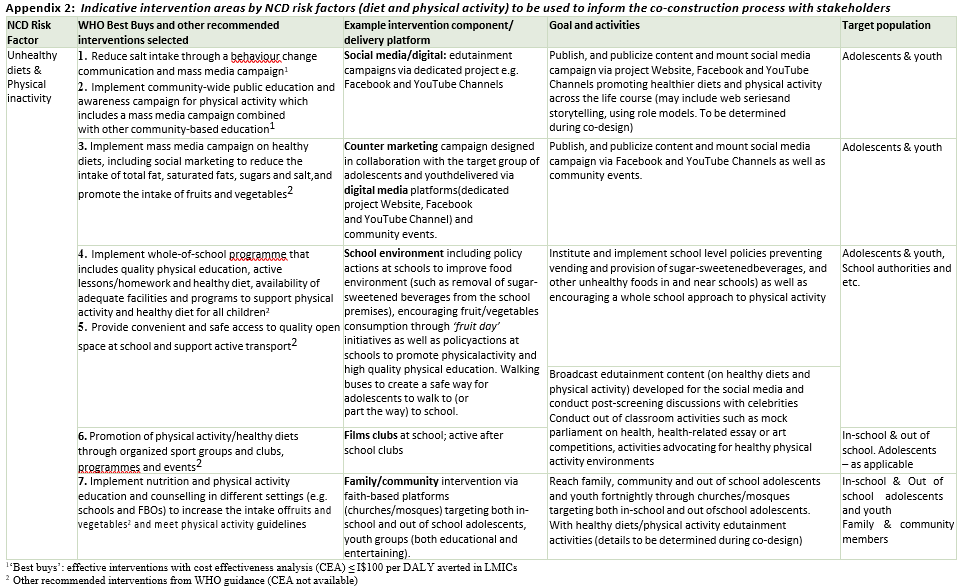 Appendix 2: Indicative intervention areas by NCD risk factors (diet and physical activity) to be used to inform the co-construction process with stakeholders
NCD Risk
Factor
WHO Best Buys and other recommended
interventions selected
Example intervention component/
delivery platform
Goal and activities
Target population
Unhealthy
diets &
Physical
inactivity
1. Reduce salt intake through a behaviour change
communication and mass media campaign¹
2. Implement community-wide public education and
awareness campaign for physical activity which
includes a mass media campaign combined
with other community-based education1
Social media/digital: edutainment
campaigns via dedicated project e.g.
Facebook and YouTube Channels
Publish, and publicize content and mount social media
campaign via project Website, Facebook and YouTube
Channels promoting healthier diets and physical activity
across the life course (may include web seriesand
storytelling, using role models. To be determined
during co-design)
Adolescents & youth
3. Implement mass media campaign on healthy
diets, including social marketing to reduce the
intake of total fat, saturated fats, sugars and salt,and
promote the intake of fruits and vegetables2
Counter marketing campaign designed
in collaboration with the target group of
adolescents and youthdelivered via
digital media platforms(dedicated
project Website, Facebook
and YouTube Channel) and
community events.
Publish, and publicize content and mount social media
campaign via Facebook and YouTube Channels as well as
community events.
Adolescents & youth
4. Implement whole-of-school programme that
includes quality physical education, active
lessons/homework and healthy diet, availability of
adequate facilities and programs to support physical
activity and healthy diet for all children²
5. Provide convenient and safe access to quality open
space at school and support active transport2
School environment including policy
actions at schools to improve food
environment (such as removal of sugar-
sweetened beverages from the school
premises), encouraging fruit/vegetables
consumption through ‘fruit day’
initiatives as well as policyactions at
schools to promote physicalactivity and
high quality physical education. Walking
buses to create a safe way for
adolescents to walk to (or
part the way) to school.
Institute and implement school level policies preventing
vending and provision of sugar-sweetenedbeverages, and
other unhealthy foods in and near schools) as well as
encouraging a whole school approach to physical activity
Adolescents & youth,
School authorities and
etc.
Broadcast edutainment content (on healthy diets and
physical activity) developed for the social media and
conduct post-screening discussions with celebrities
Conduct out of classroom activities such as mock
parliament on health, health-related essay or art
competitions, activities advocating for healthy physical
activity environments
6. Promotion of physical activity/healthy diets
through organized sport groups and clubs,
programmes and events2
Films clubs at school; active after
school clubs
In-school & out of
school. Adolescents
– as applicable
7. Implement nutrition and physical activity
education and counselling in different settings (e.g.
schools and FBOs) to increase the intake offruits and
vegetables² and meet physical activity guidelines
Family/community intervention via
faith-based platforms
(churches/mosques) targeting both in-
school and out of school adolescents,
youth groups (both educational and
entertaining).
Reach family, community and out of school adolescents
and youth fortnightly through churches/mosques
targeting both in-school and out ofschool adolescents.
With healthy diets/physical activity edutainment
activities (details to be determined during co-design)
In-school & Out of
school adolescents
and youth
Family & community
members
¹‘Best buys’: effective interventions with cost effectiveness analysis (CEA) ≤ I$100 per DALY averted in LMICs
² Other recommended interventions from WHO guidance (CEA not available)